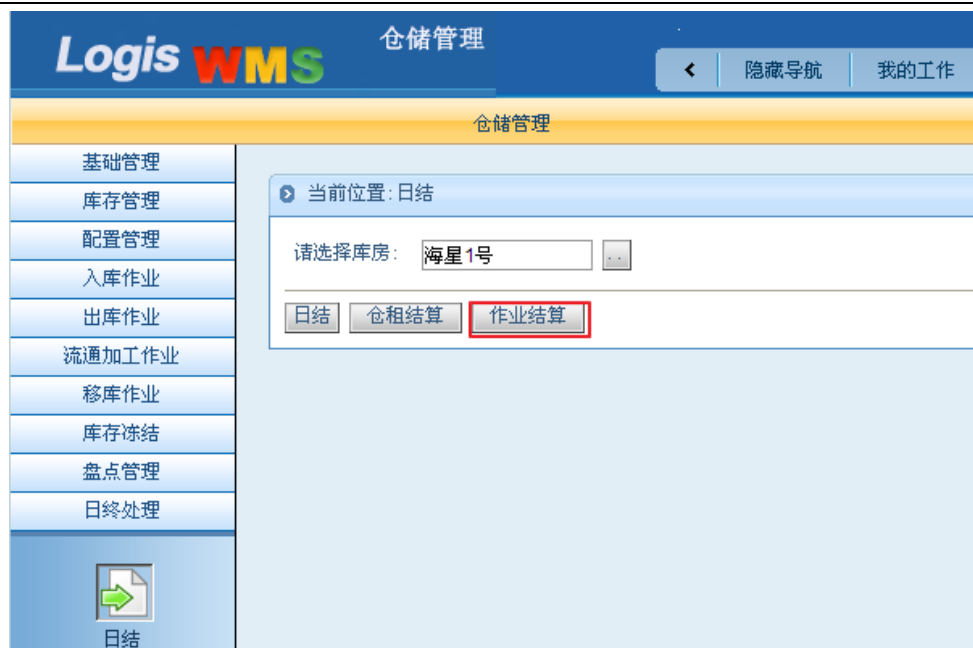 Logis WMS 仓储管理
隐藏导航 我的工作
仓储管理
基础管理
库存管理
配置管理
入库作业
出库作业
流通加工作业
移库作业
库存冻结
盘点管理
日终处理
日结
当前位置:日结
请选择库房: 海星1号 ..
日结 仓租结算 作业结算